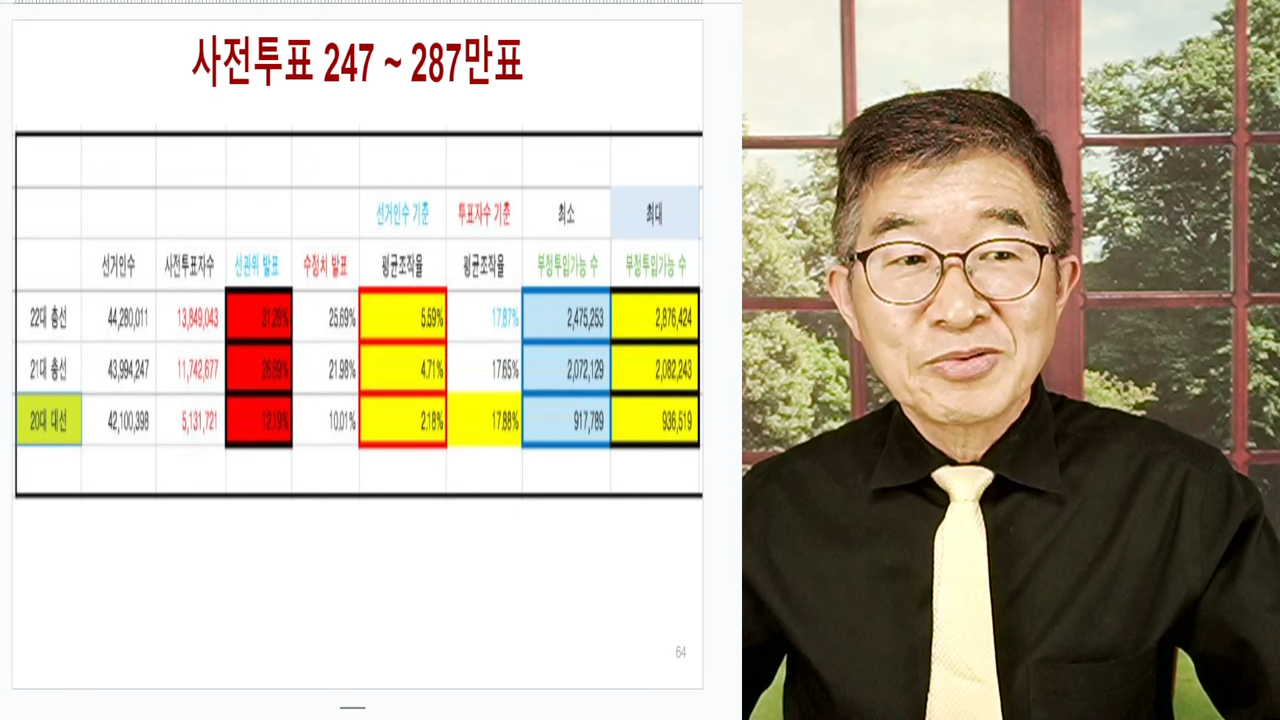 사전투표 247 ~ 287만표
선거인수 기준 투표자수 기준 최소 최대
선거인수 사전투표자수 선관위 발표 수정치 발표 평균조작율 평균조작율 부정투입가능 수 부정투입가능 수
22대 총선 44,280,011 13,849,043 31.28% 25.69% 5.59% 17.87% 2,475,253 2,876,424
21대 총선 43,994,247 11,742,677 26.69% 21.98% 4.71% 17.65% 2,072,129 2,082,243
20대 대선 42,100,398 5,131,721 12.19% 10.01% 2.18% 17.88% 917,789 936,519
64